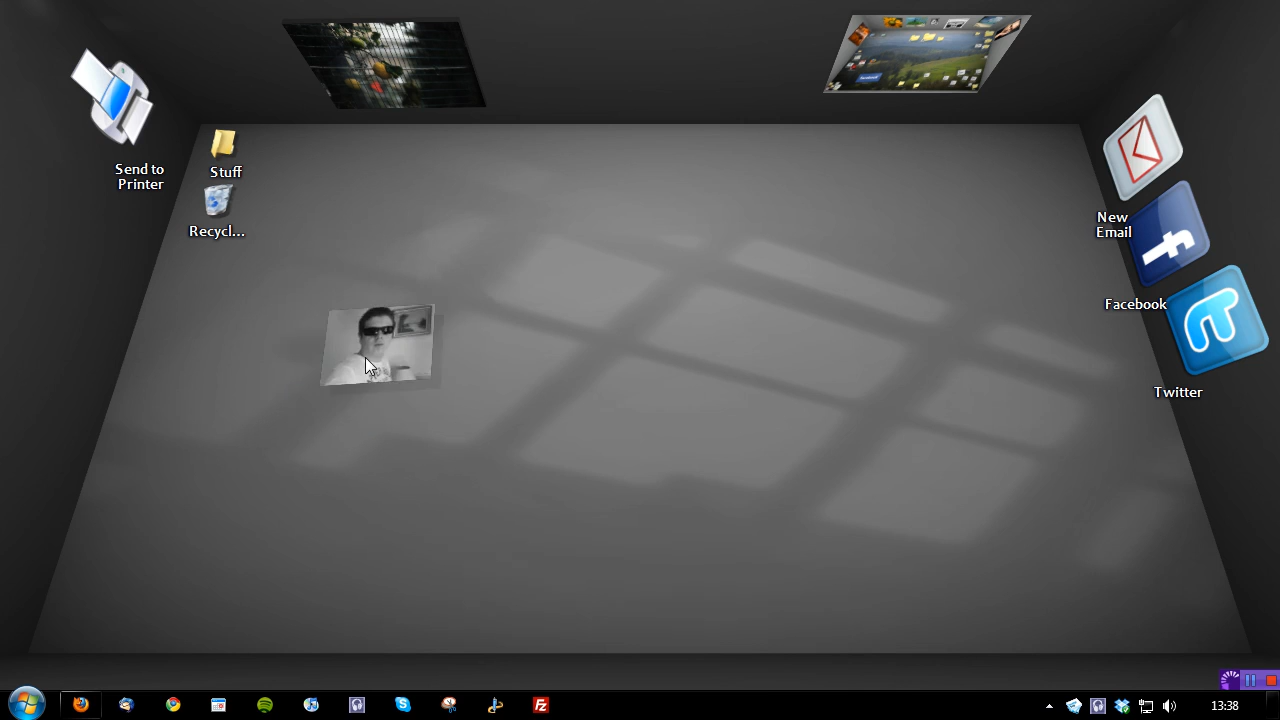 Send to
Printer
Stuff
Recycl...
New
Email
Facebook
Twitter
13:38